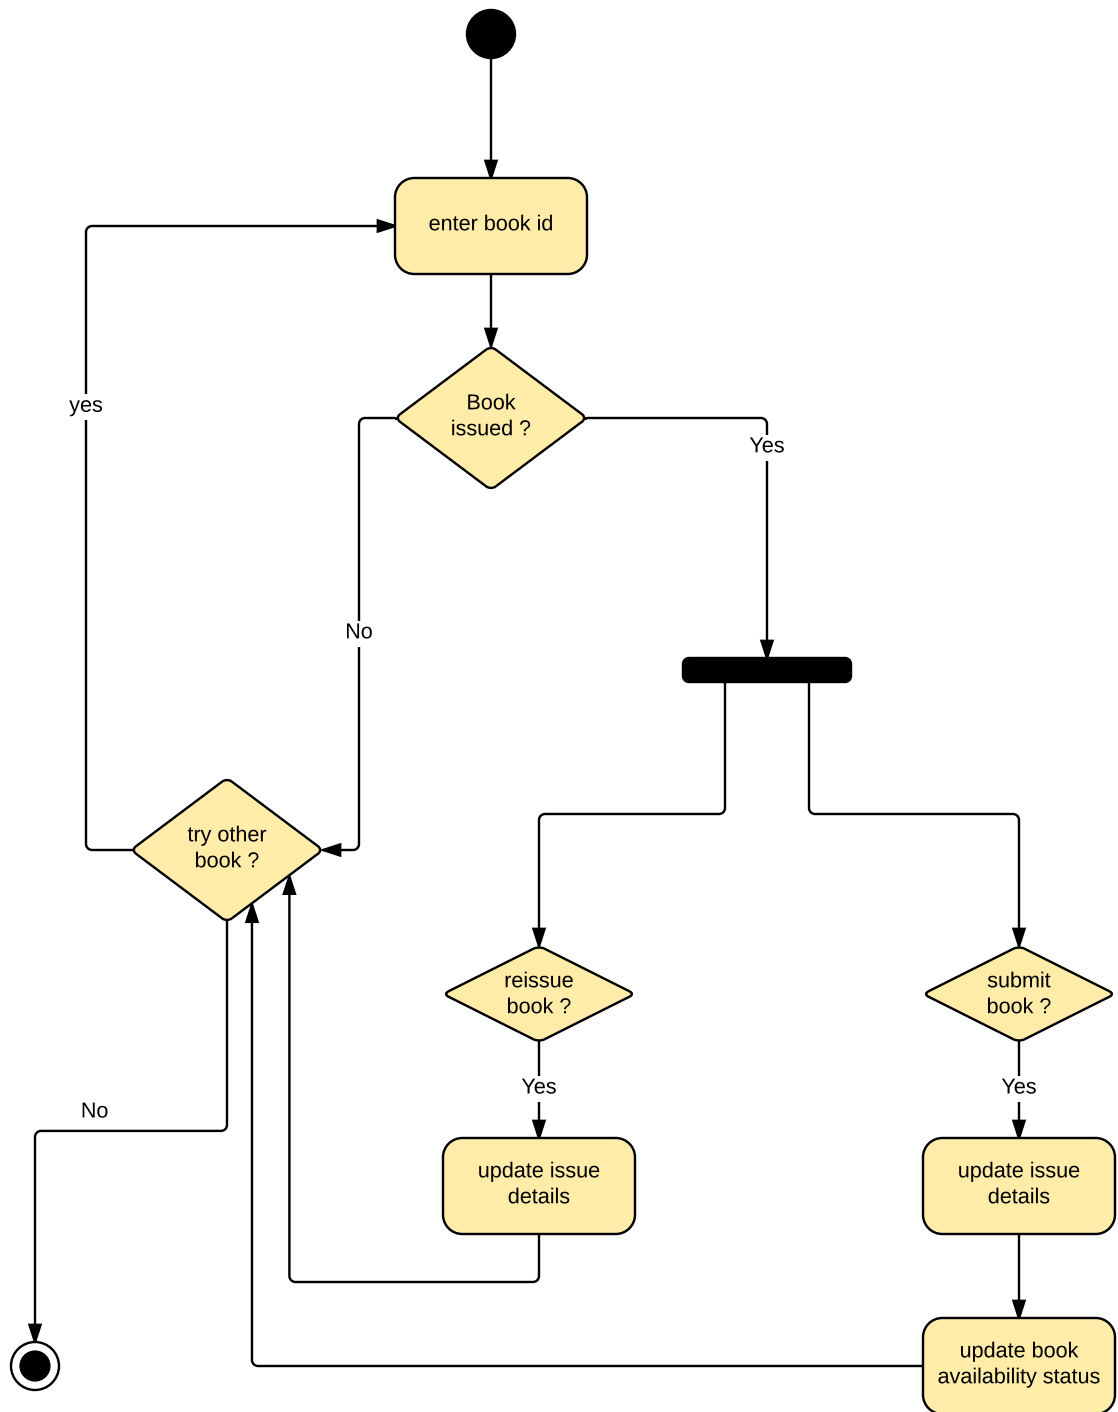 enter book id
Book
issued ?
yes
Yes
No
try other
book ?
reissue
book ?
submit
book ?
Yes
Yes
No
update issue
details
update issue
details
update book
availability status